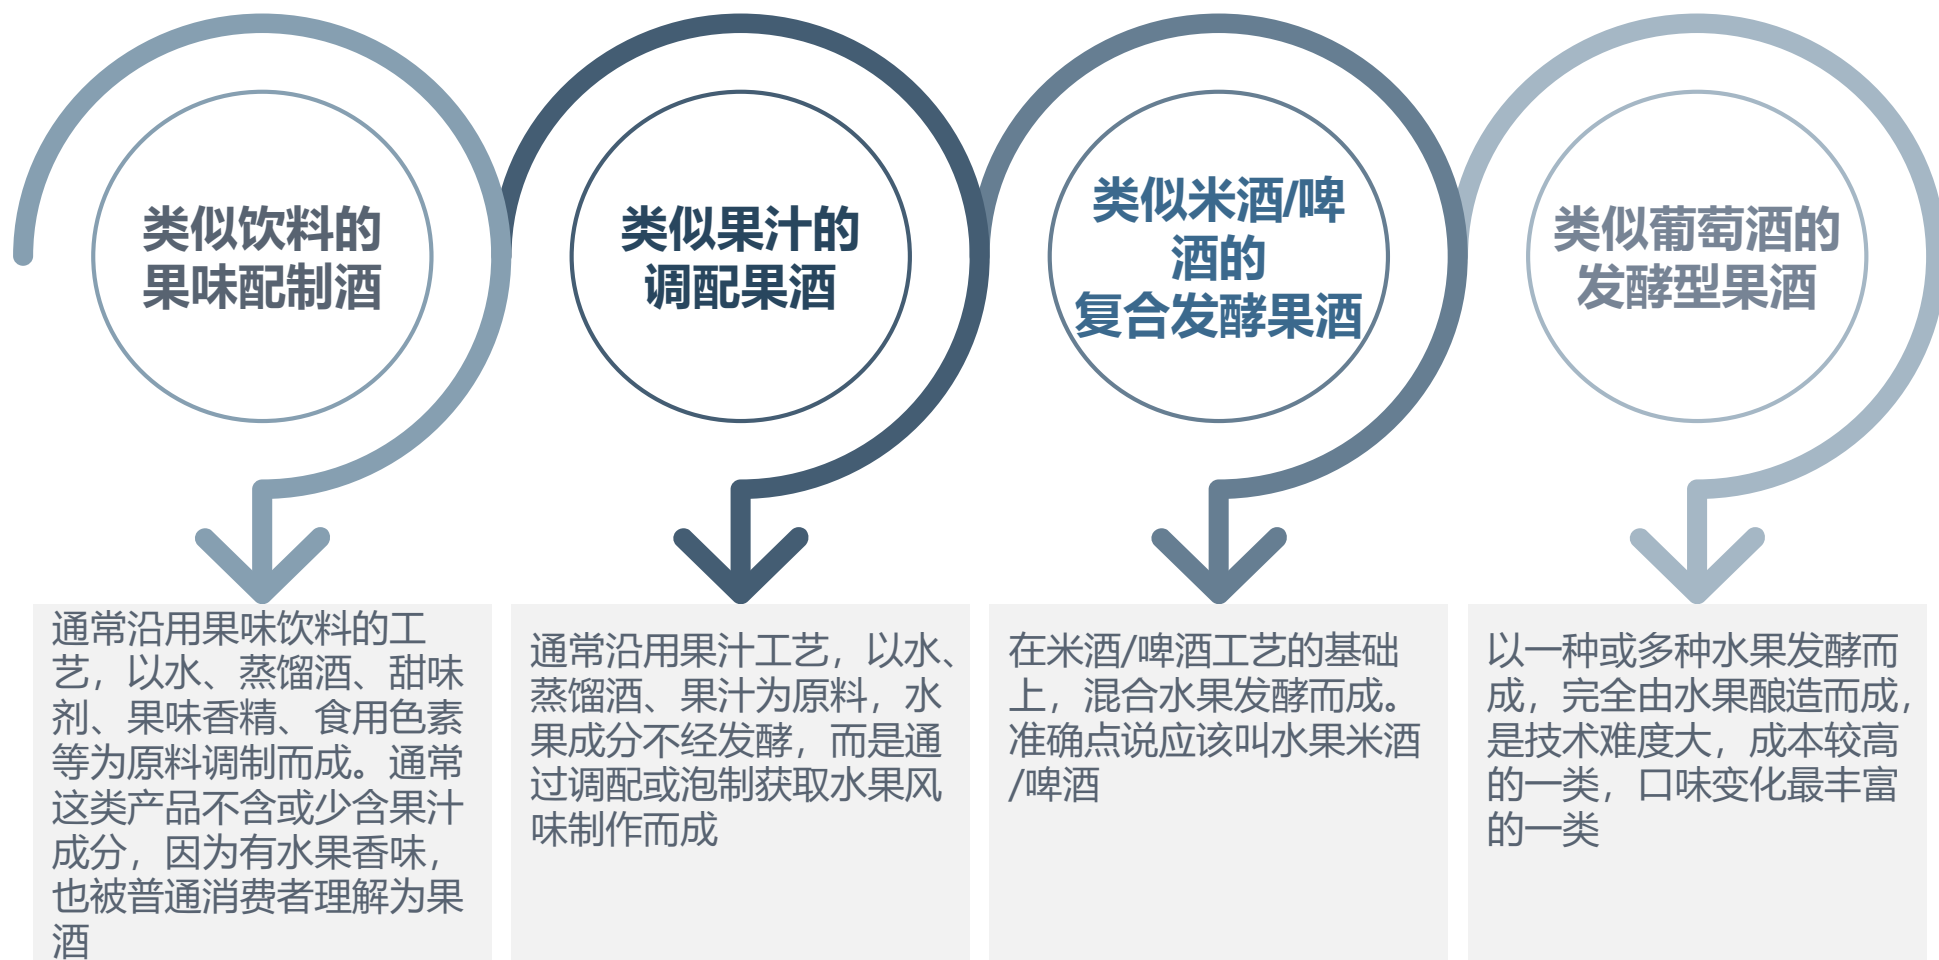 类似饮料的
果味配制酒
类似果汁的
调配果酒
类似米酒/啤
酒的
复合发酵果酒
类似葡萄酒的
发酵型果酒
通常沿用果味饮料的工
艺，以水、蒸馏酒、甜味
剂、果味香精、食用色素
等为原料调制而成。通常
这类产品不含或少含果汁
成分，因为有水果香味，
也被普通消费者理解为果
酒
通常沿用果汁工艺，以水、
蒸馏酒、果汁为原料，水
果成分不经发酵，而是通
过调配或泡制获取水果风
味制作而成
在米酒/啤酒工艺的基础
上，混合水果发酵而成。
准确点说应该叫水果米酒
/啤酒
以一种或多种水果发酵而
成，完全由水果酿造而成，
是技术难度大，成本较高
的一类，口味变化最丰富
的一类